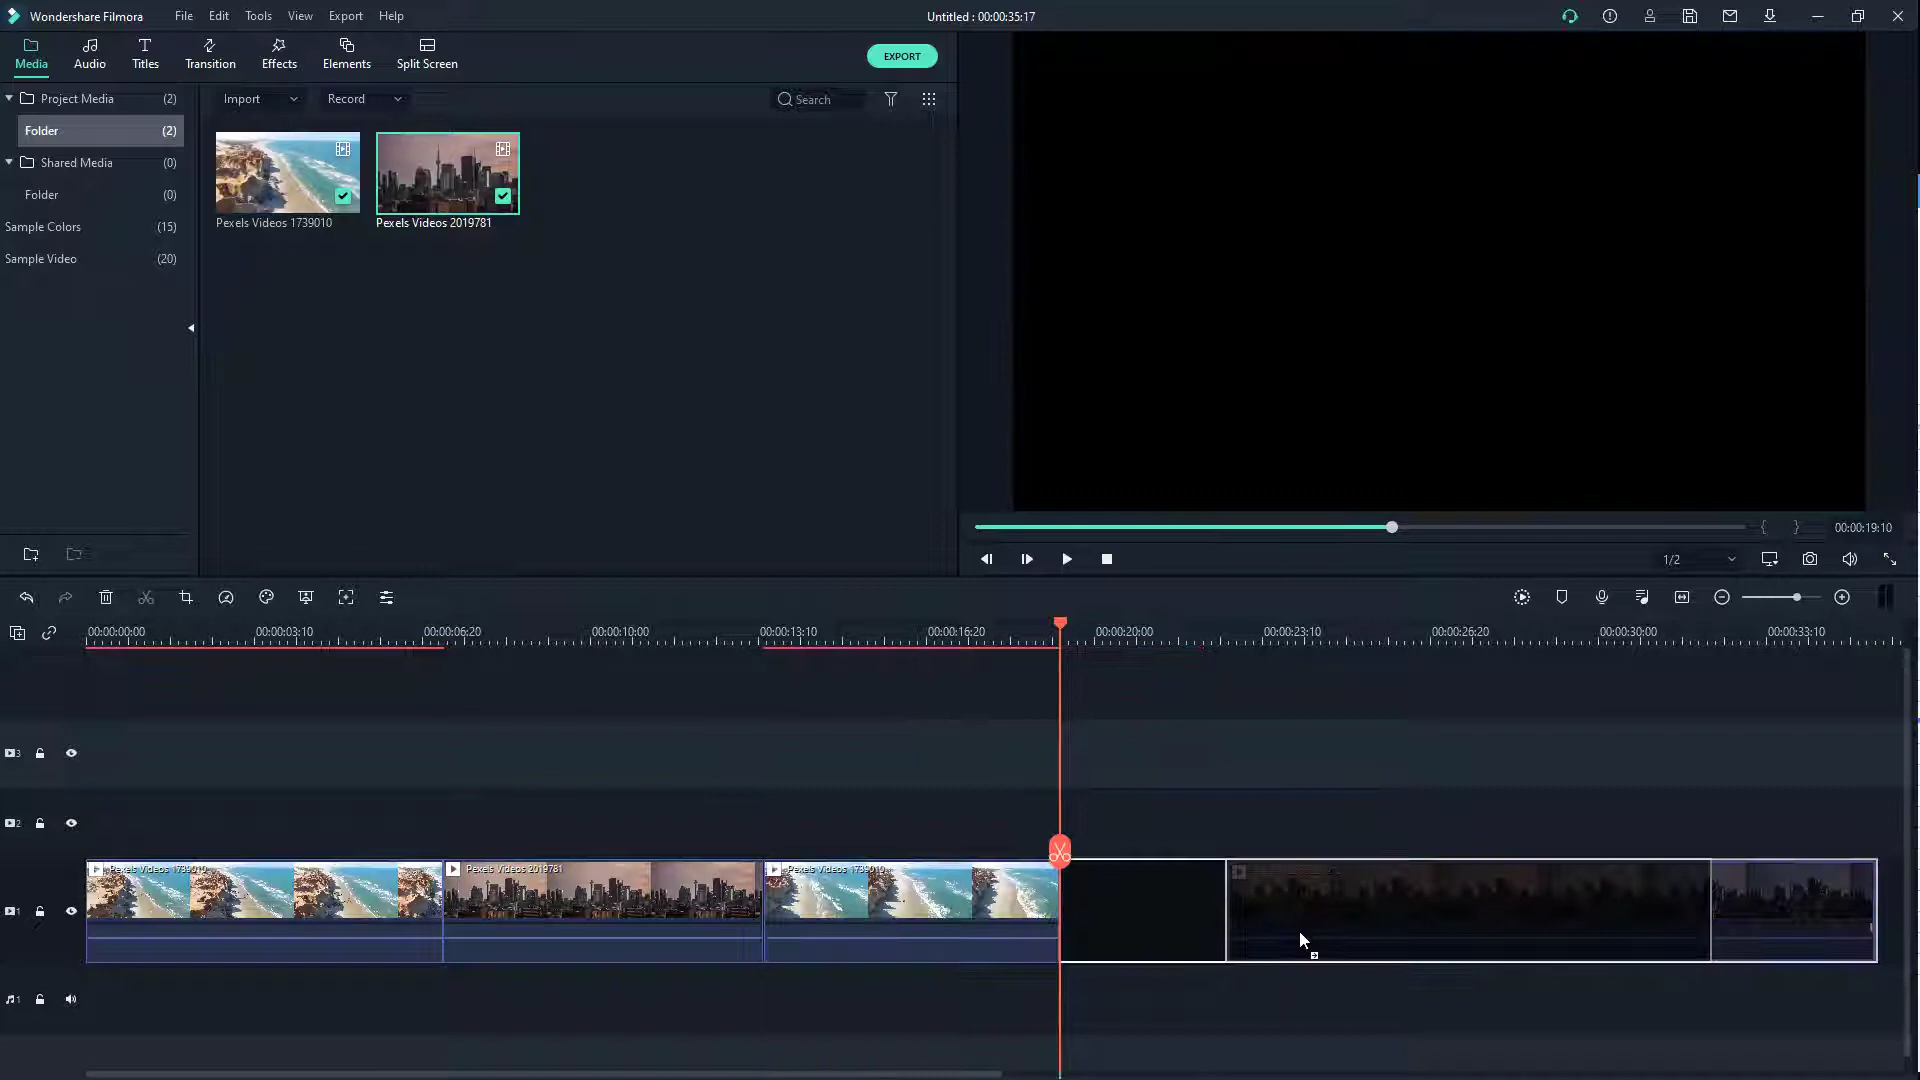 Wondershare Filmora
File
Edit
Tools
View
Export
Help
Untitled : 00:00:35:17
Media
Audio
Titles
Transition
Effects
Elements
Split Screen
EXPORT
Project Media (2)
Folder (2)
Shared Media (0)
Folder (0)
Sample Colors (15)
Sample Video (20)
Import
Record
Search
Pexels Videos 1739010
Pexels Videos 2019781
{ } 00:00:19:10
1/2
00:00:00:00
00:00:03:10
00:00:06:20
00:00:10:00
00:00:13:10
00:00:16:20
00:00:20:00
00:00:23:10
00:00:26:20
00:00:30:00
00:00:33:10
3
2
Pexels Videos 1739010
Pexels Videos 2019781
Pexels Videos 1739010
1
1